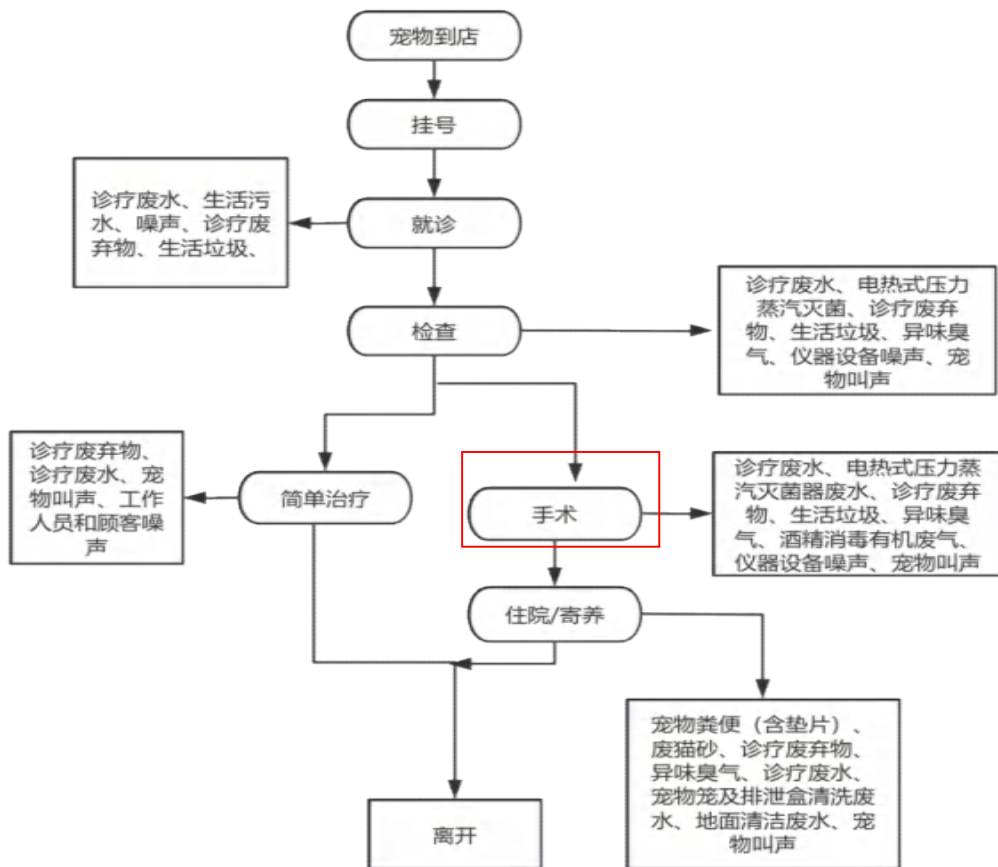 宠物到店
挂号
诊疗废水、生活污
水、噪声、诊疗废
弃物、生活垃圾、
就诊
诊疗废水、电热式压力
蒸汽灭菌、诊疗废弃
物、生活垃圾、异味臭
气、仪器设备噪声、宠
物叫声
检查
诊疗废弃物、
诊疗废水、宠
物叫声、工作
人员和顾客噪
声
简单治疗
手术
诊疗废水、电热式压力蒸
汽灭菌器废水、诊疗废弃
物、生活垃圾、异味臭
气、酒精消毒有机废气、
仪器设备噪声、宠物叫声
住院/寄养
宠物粪便（含垫片）、
废猫砂、诊疗废弃物、
异味臭气、诊疗废水、
宠物笼及排泄盒清洗废
水、地面清洁废水、宠
物叫声
离开